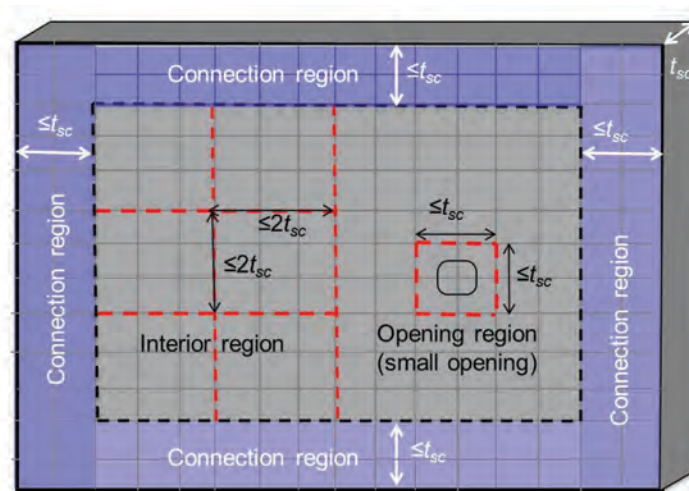 Connection region
≤tsc
tsc
≤tsc
≤tsc
≤tsc
≤2tsc
≤2tsc
≤tsc
Connection region
Interior region
Opening region
(small opening)
Connection region
Connection region
≤tsc